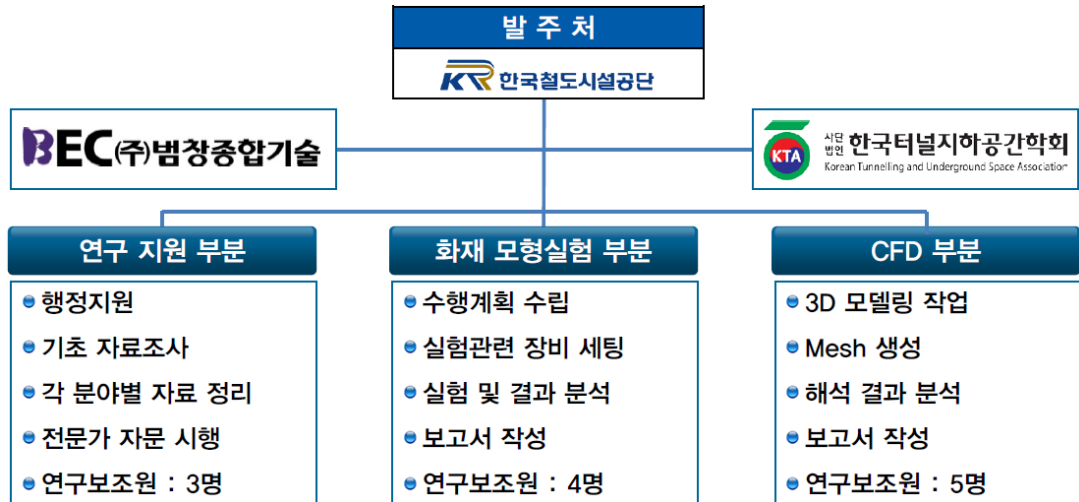 발 주 처
KR 한국철도시설공단
BEC (주)범창종합기술
KTA 사단법인 한국터널지하공간학회
Korean Tunnelling and Underground Space Association
연구 지원 부분
행정지원
기초 자료조사
각 분야별 자료 정리
전문가 자문 시행
연구보조원 : 3명
화재 모형실험 부분
수행계획 수립
실험관련 장비 세팅
실험 및 결과 분석
보고서 작성
연구보조원 : 4명
CFD 부분
3D 모델링 작업
Mesh 생성
해석 결과 분석
보고서 작성
연구보조원 : 5명